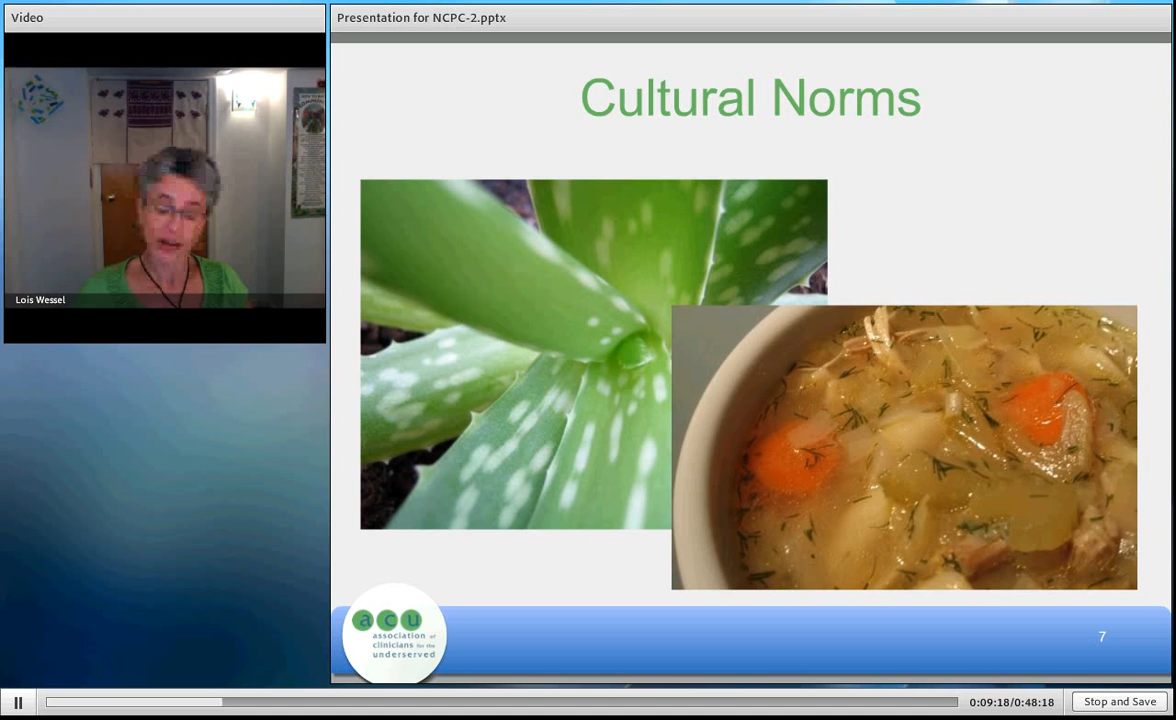 Video
Presentation for NCPC-2.pptx
Cultural Norms
Lois Wessel
acu
association of
clinicians for the
underserved
7
0:09:18/0:48:18
Stop and Save